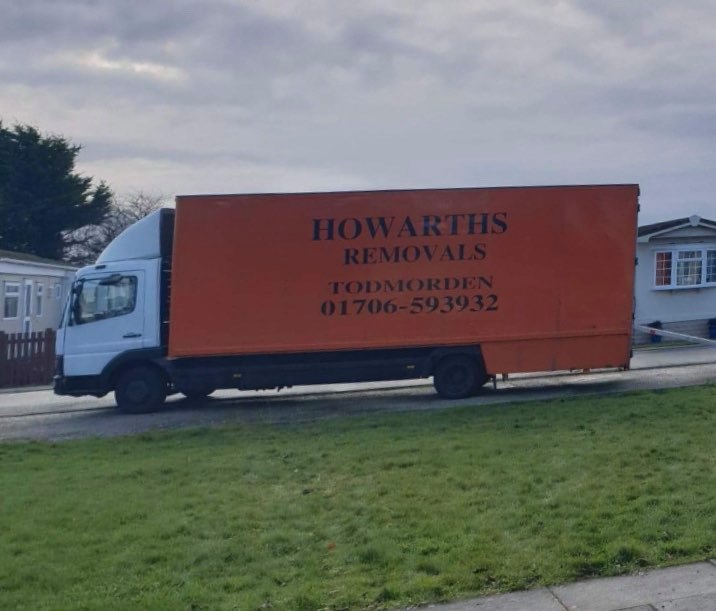 HOWARTHS
REMOVALS
TODMORDEN
01706-593932